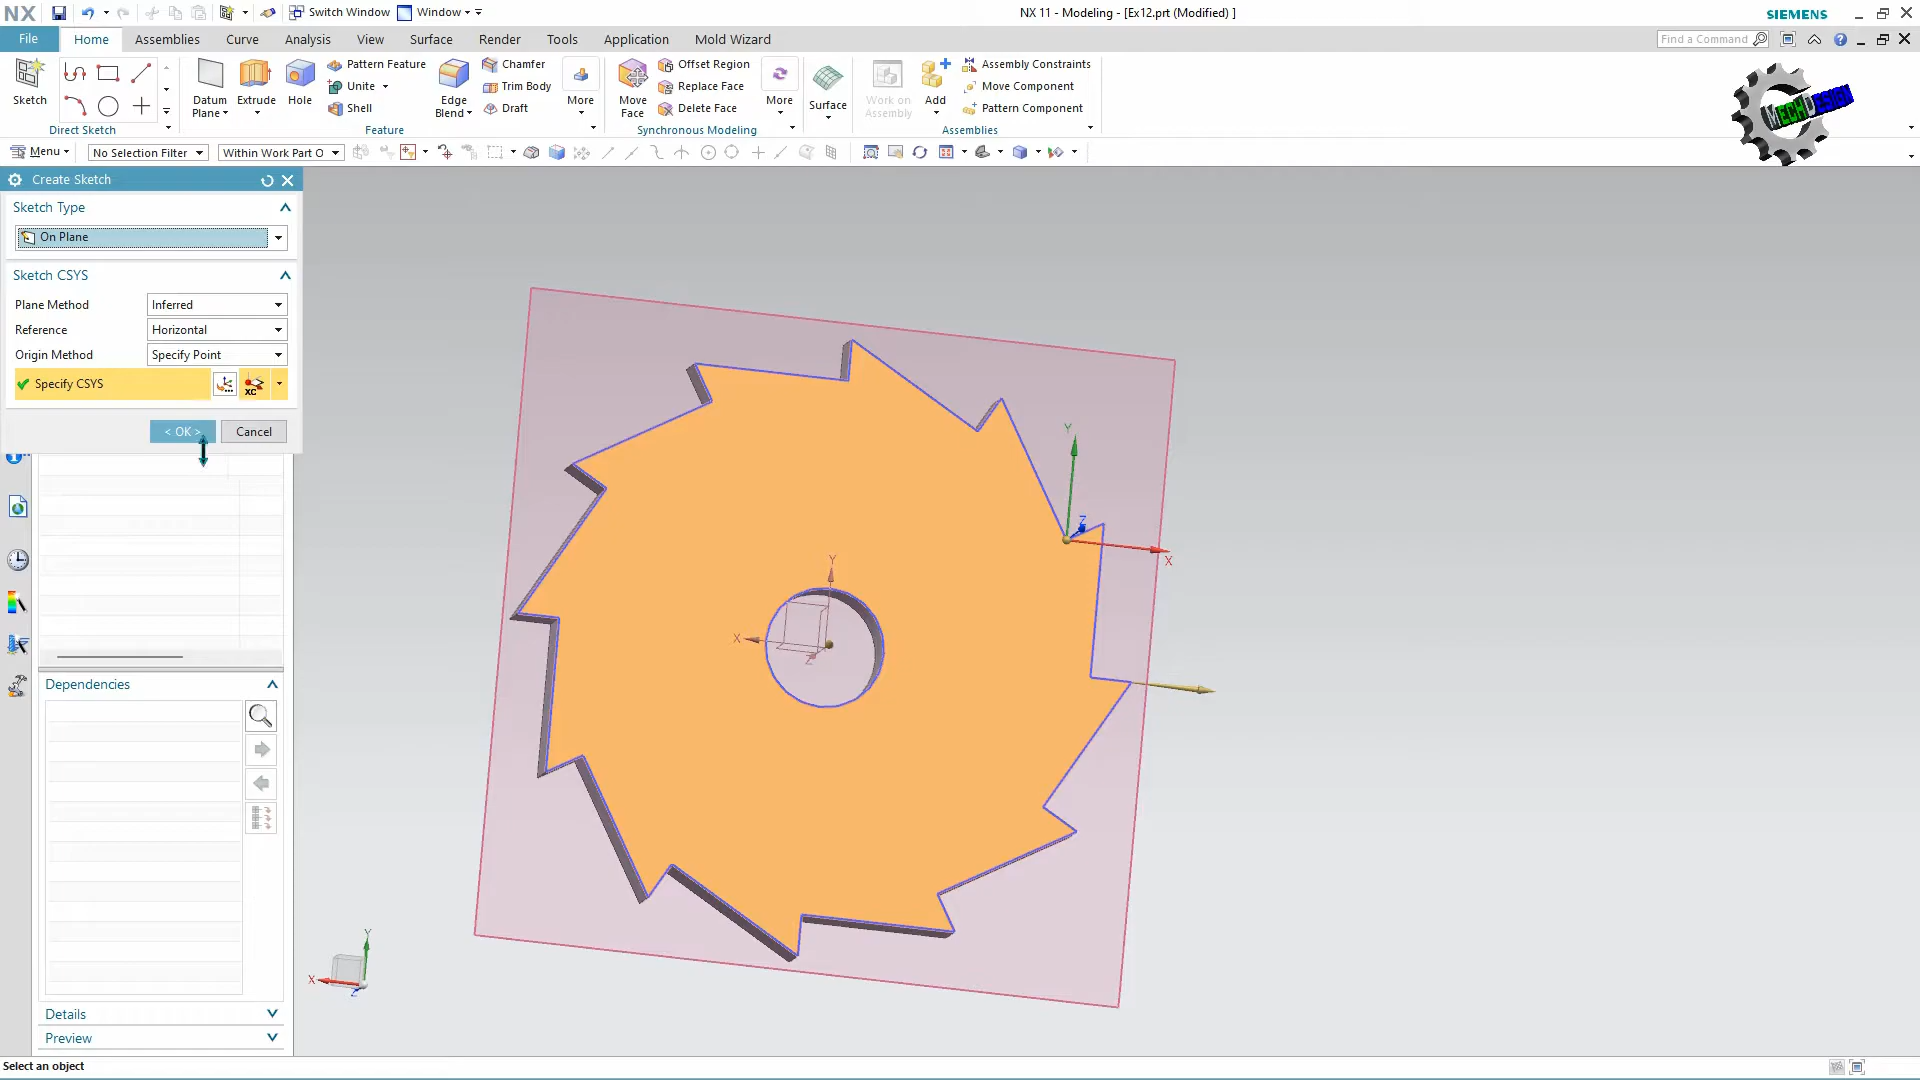 NX
Switch Window
Window
NX 11 - Modeling - [Ex12.prt (Modified) ]
SIEMENS
File
Home
Assemblies
Curve
Analysis
View
Surface
Render
Tools
Application
Mold Wizard
Find a Command
Sketch
Datum
Plane
Extrude
Hole
Pattern Feature
Unite
Shell
Edge
Blend
Chamfer
Trim Body
Draft
More
Move
Face
Offset Region
Replace Face
Delete Face
More
Surface
Work on
Assembly
Add
Assembly Constraints
Move Component
Pattern Component
MECHDESIGN
Direct Sketch
Feature
Synchronous Modeling
Assemblies
Menu
No Selection Filter
Within Work Part O
Create Sketch
Sketch Type
On Plane
Sketch CSYS
Plane Method
Inferred
Reference
Horizontal
Origin Method
Specify Point
Specify CSYS
XC
< OK >
Cancel
Y
Z
X
Y
X
Z
Dependencies
Details
Preview
Y
X
Z
Select an object